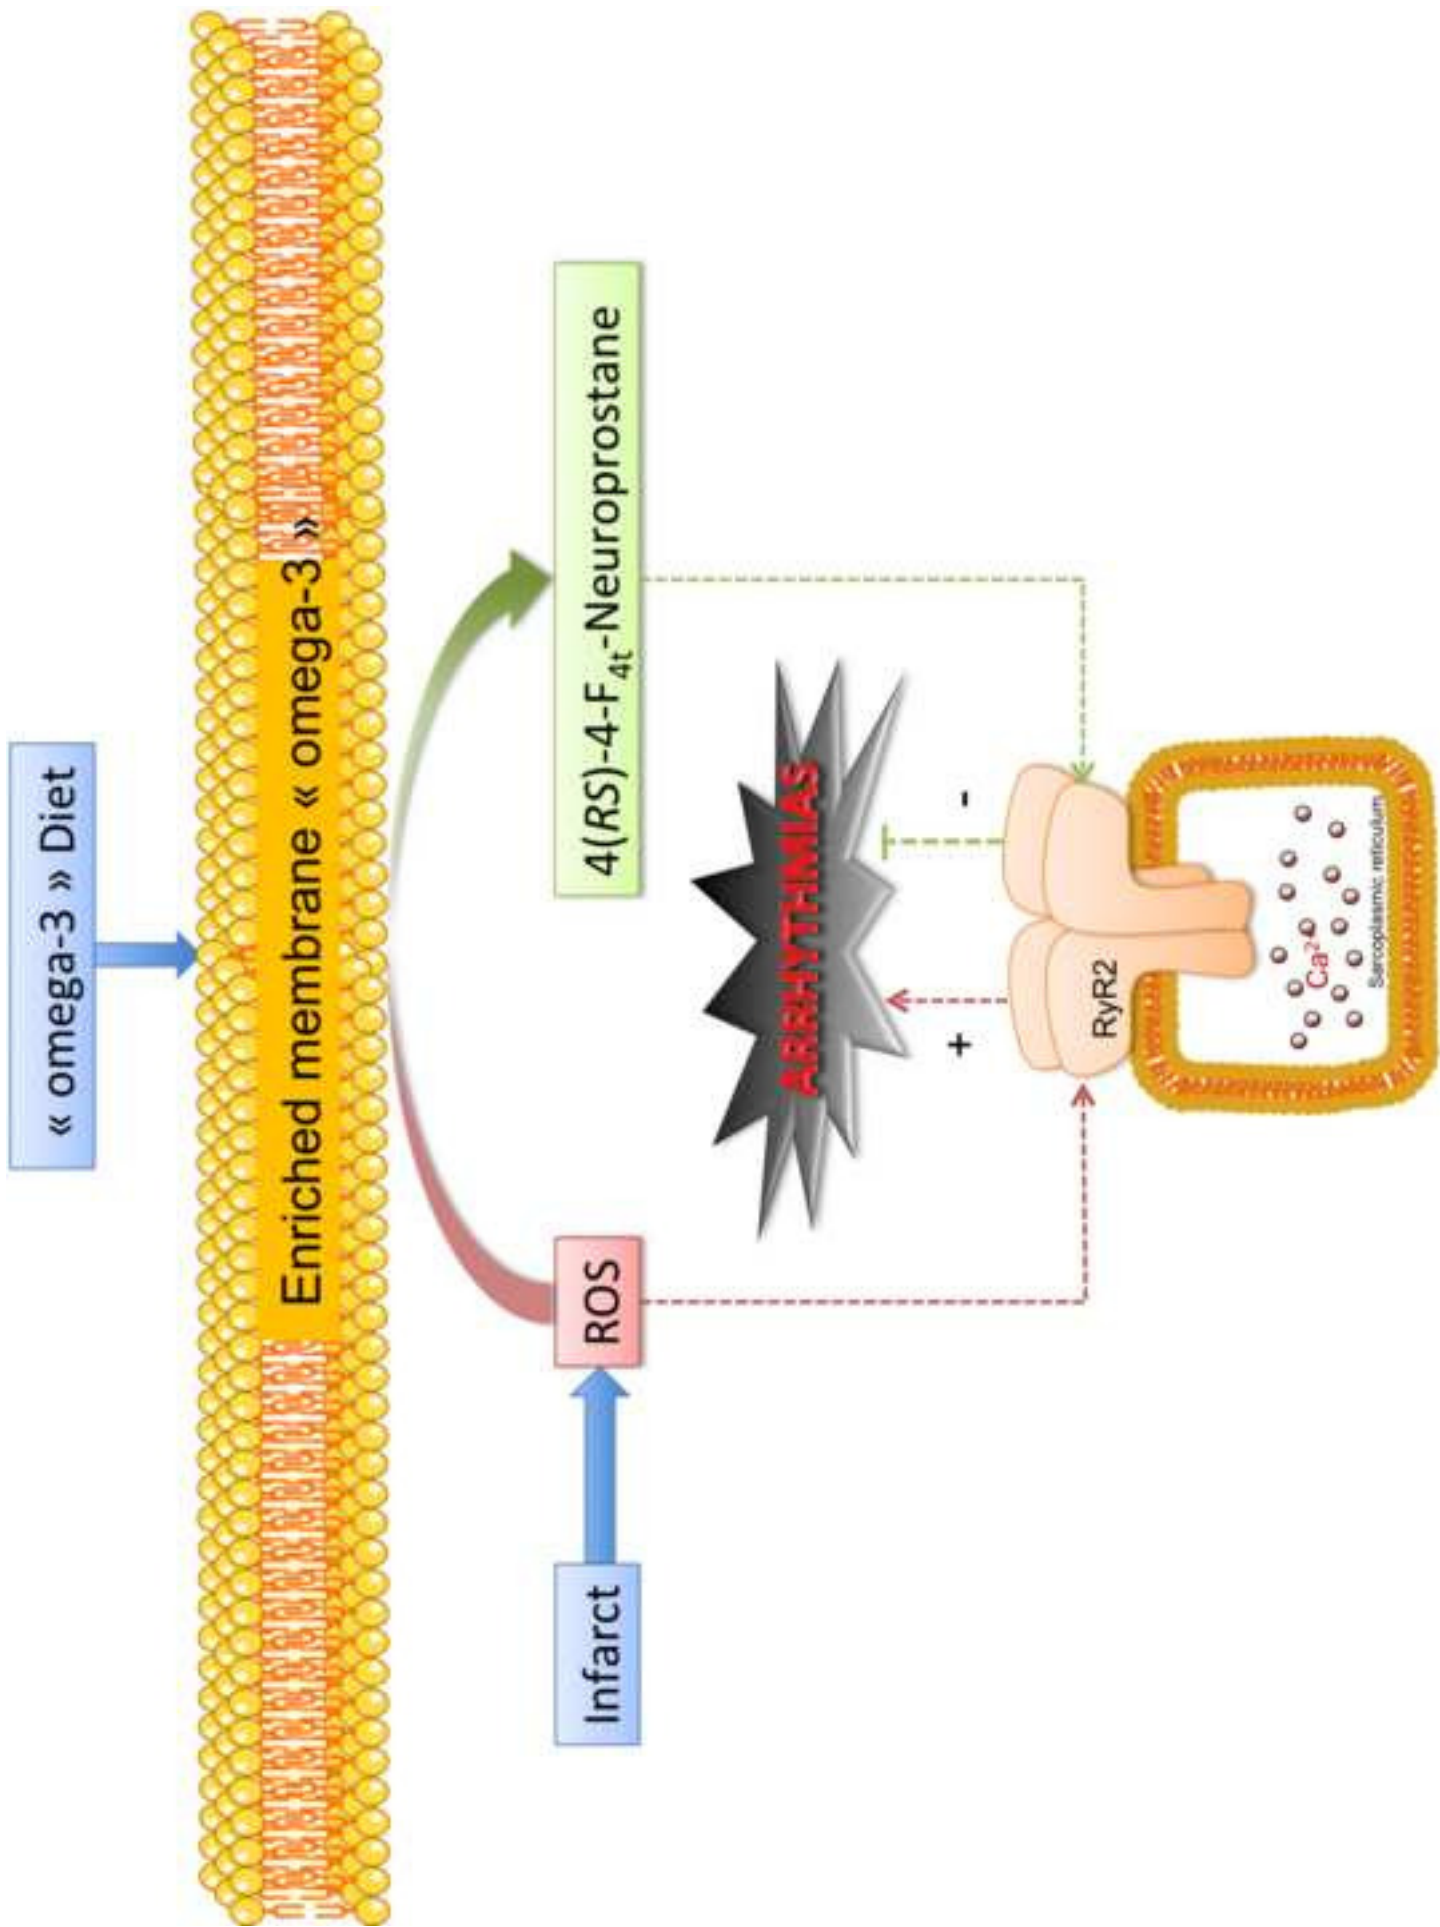 « omega-3 » Diet
Enriched membrane « omega-3 »
Infarct
ROS
4(RS)-4-F4t-Neuroprostane
ARRHYTHMIAS
+
-
RyR2
Ca2+
Sarcoplasmic reticulum